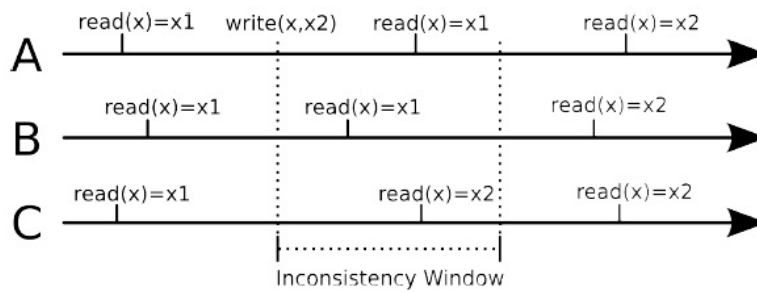 read(x)=x1 write(x,x2) read(x)=x1 read(x)=x2
A
read(x)=x1 read(x)=x1 read(x)=x2
B
read(x)=x1 read(x)=x2 read(x)=x2
C
Inconsistency Window